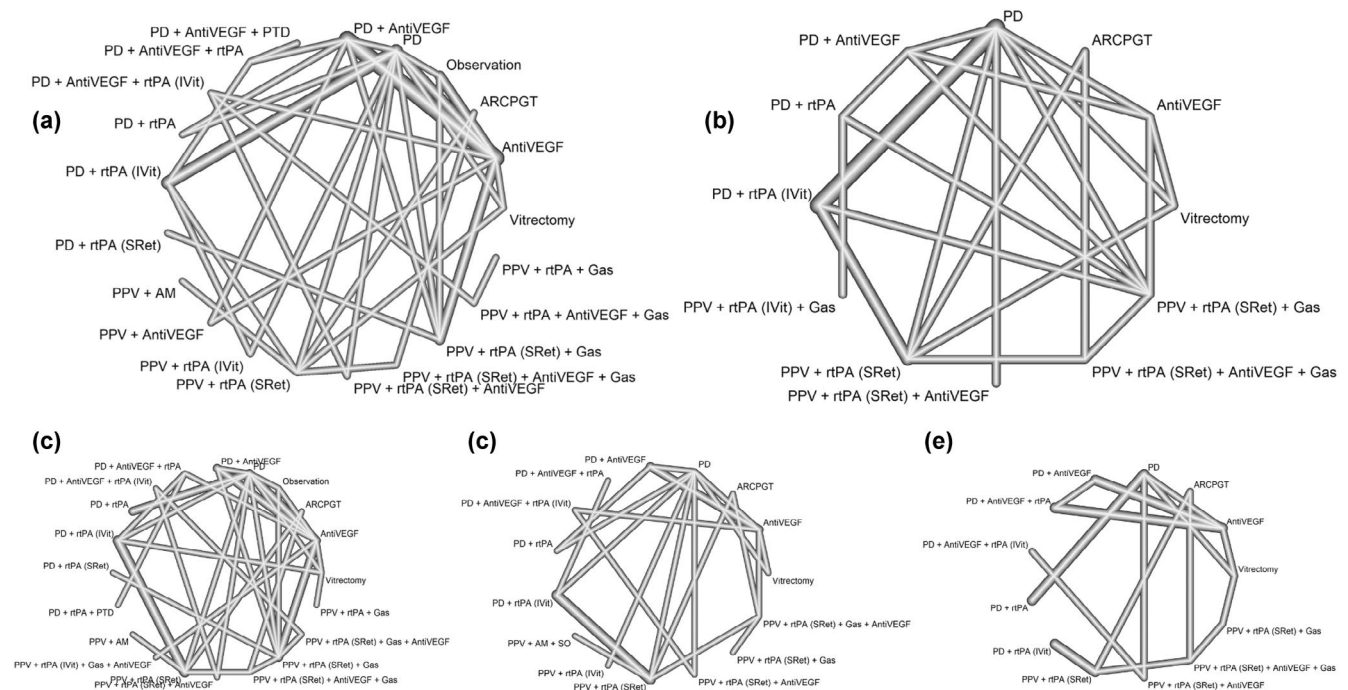 (a)
PD + AntiVEGF + PTD
PD + AntiVEGF
PD + AntiVEGF + rtPA
PD
PD + AntiVEGF + rtPA (IVit)
Observation
PD + rtPA
ARCPGT
PD + rtPA (IVit)
AntiVEGF
PD + rtPA (SRet)
Vitrectomy
PPV + AM
PPV + rtPA + Gas
PPV + AntiVEGF
PPV + rtPA + AntiVEGF + Gas
PPV + rtPA (IVit)
PPV + rtPA (SRet) + Gas
PPV + rtPA (SRet)
PPV + rtPA (SRet) + AntiVEGF + Gas
PPV + rtPA (SRet) + AntiVEGF
(b)
PD
PD + AntiVEGF
ARCPGT
PD + rtPA
AntiVEGF
PD + rtPA (IVit)
Vitrectomy
PPV + rtPA (IVit) + Gas
PPV + rtPA (SRet) + Gas
PPV + rtPA (SRet)
PPV + rtPA (SRet) + AntiVEGF + Gas
PPV + rtPA (SRet) + AntiVEGF
(c)
PD + AntiVEGF
PD + AntiVEGF + rtPA
PD
PD + AntiVEGF + rtPA (IVit)
Observation
PD + rtPA
ARCPGT
PD + rtPA (IVit)
AntiVEGF
PD + rtPA (SRet)
Vitrectomy
PD + rtPA + PTD
PPV + rtPA + Gas
PPV + AM
PPV + rtPA (SRet) + Gas + AntiVEGF
PPV + rtPA (IVit) + Gas + AntiVEGF
PPV + rtPA (SRet) + Gas
PPV + rtPA (SRet)
PPV + rtPA (SRet) + AntiVEGF + Gas
PPV + rtPA (SRet) + AntiVEGF
(c)
PD + AntiVEGF
PD
PD + AntiVEGF + rtPA
ARCPGT
PD + AntiVEGF + rtPA (IVit)
AntiVEGF
PD + rtPA
Vitrectomy
PD + rtPA (IVit)
PPV + rtPA (SRet) + Gas + AntiVEGF
PPV + AM + SO
PPV + rtPA (SRet) + Gas
PPV + rtPA (IVit)
PPV + rtPA (SRet)
PPV + rtPA (SRet) + AntiVEGF
(e)
PD
PD + AntiVEGF
ARCPGT
PD + AntiVEGF + rtPA
AntiVEGF
PD + AntiVEGF + rtPA (IVit)
Vitrectomy
PD + rtPA
PPV + rtPA (SRet) + Gas
PD + rtPA (IVit)
PPV + rtPA (SRet) + AntiVEGF + Gas
PPV + rtPA (SRet)
PPV + rtPA (SRet) + AntiVEGF